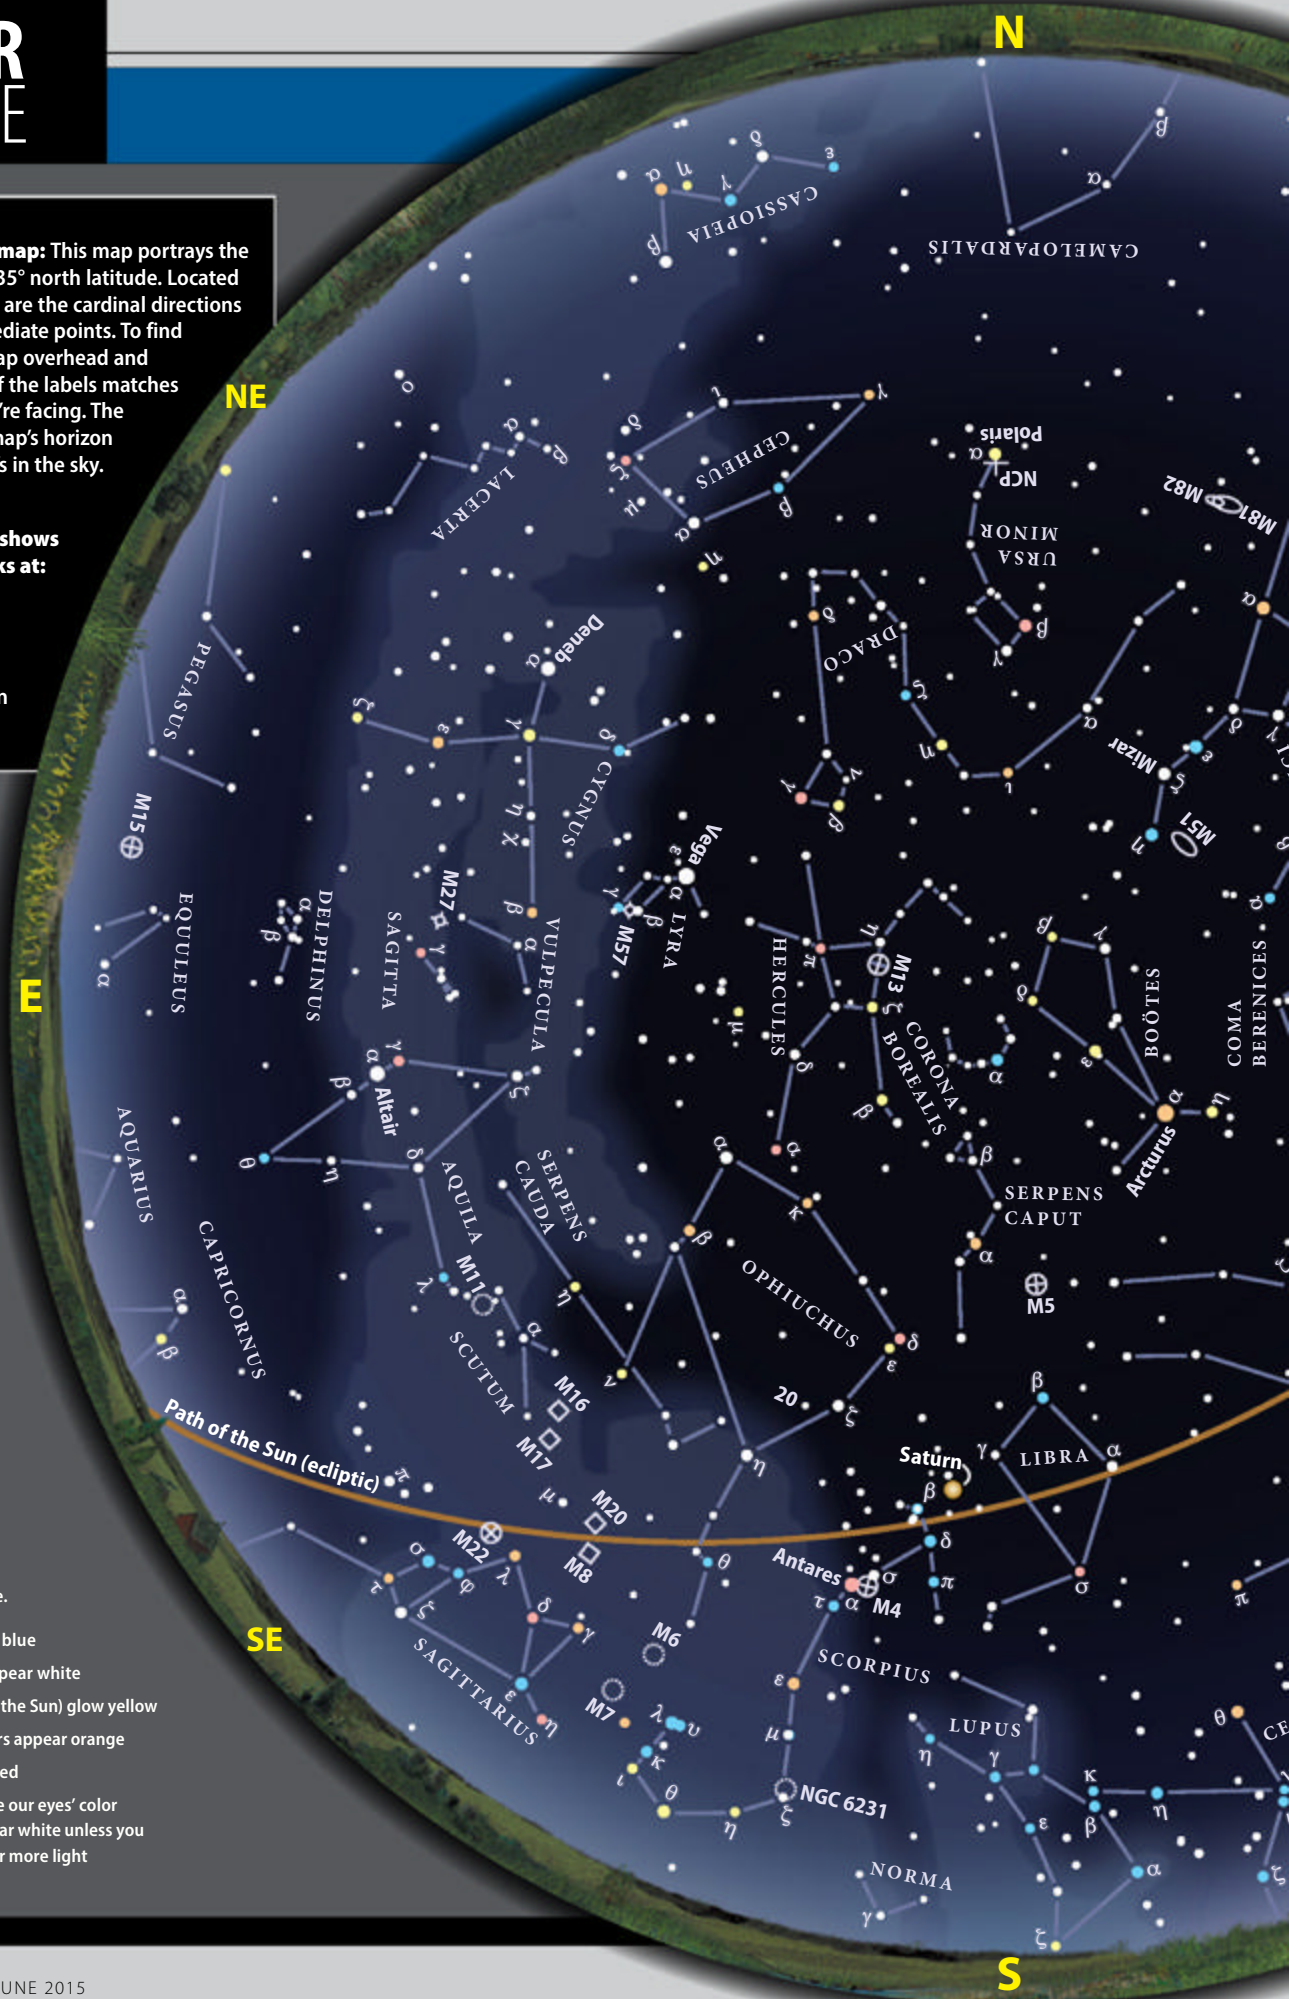 R
E
map: This map portrays the
35° north latitude. Located
are the cardinal directions
ediate points. To find
ap overhead and
f the labels matches
're facing. The
nap's horizon
's in the sky.
shows
ks at:
n
e.
blue
pear white
the Sun) glow yellow
rs appear orange
ed
e our eyes' color
ar white unless you
r more light
UNE 2015
N
NE
E
SE
S
β
α
η
γ
δ
ε
CASSIOPEIA
β
α
CAMELOPARDALIS
ο
α
β
LACERTA
δ
ζ
ι
γ
CEPHEUS
β
α
η
η
Polaris
α
NCP
URSA
MINOR
β
γ
M82
M81
α
δ
DRACO
ζ
η
ι
γ
β
ν
α
δ
γ
Mizar
ε
ζ
η
M51
PEGASUS
M15
Deneb
α
ζ
ε
γ
δ
CYGNUS
η
χ
β
Vega
ε
α
LYRA
γ
β
M57
EQUULEUS
α
DELPHINUS
α
β
SAGITTA
M27
γ
VULPECULA
α
HERCULES
π
η
M13
ζ
μ
δ
β
α
CORONA
BOREALIS
α
β
γ
δ
BOÖTES
ε
α
η
Arcturus
COMA
BERENICES
α
AQUARIUS
α
γ
β
Altair
ζ
θ
η
δ
AQUILA
λ
M11
SERPENS
CAUDA
η
ν
β
SERPENS
CAPUT
α
M5
OPHIUCHUS
α
β
κ
δ
ε
ζ
20
η
θ
CAPRICORNUS
α
β
SCUTUM
α
M16
M17
Path of the Sun (ecliptic)
π
μ
M20
M22
M8
σ
φ
λ
τ
ζ
δ
γ
ε
η
SAGITTARIUS
M6
M7
Saturn
β
LIBRA
γ
α
σ
β
δ
π
Antares
σ
τ
α
M4
SCORPIUS
ε
μ
NGC 6231
ζ
η
θ
ι
κ
λ
υ
LUPUS
η
γ
ε
κ
β
α
ζ
η
π
θ
CE
ζ
NORMA
γ